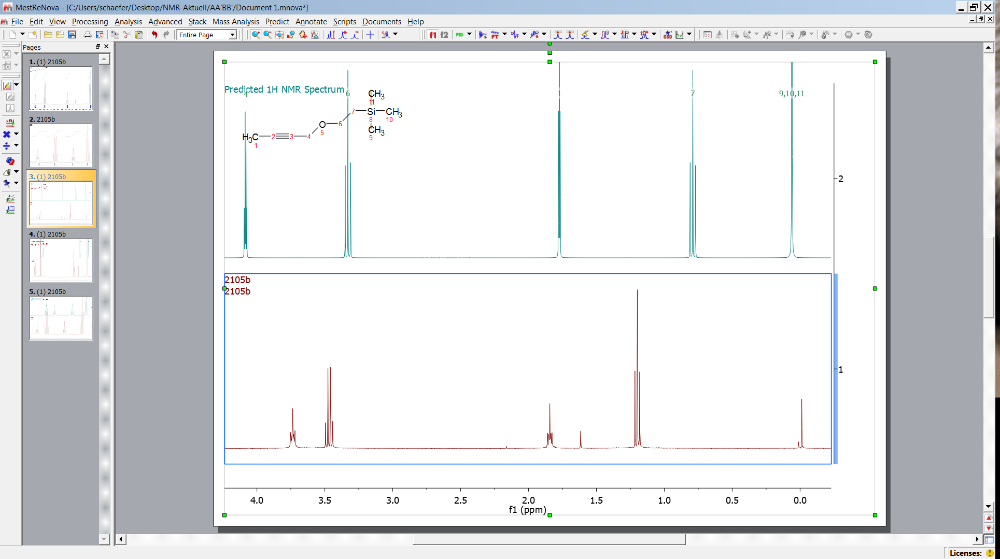 MestReNova - [C:/Users/schaefer/Desktop/NMR-Aktuell/AA'BB'/Document 1.mnova*]
File Edit View Processing Analysis Advanced Stack Mass Analysis Predict Annotate Scripts Documents Help
Entire Page
f1 f2 FID FT GSD
Pages
1. (1) 2105b
2. 2105b
3. (1) 2105b
4. (1) 2105b
5. (1) 2105b
Predicted 1H NMR Spectrum
4 6 1 7 9,10,11
CH3
11
7 Si CH3
8 10
O 6
5
CH3
9
H3C 2 3 4
1
2
2105b
2105b
1
4.0 3.5 3.0 2.5 2.0 1.5 1.0 0.5 0.0
f1 (ppm)
Licenses: